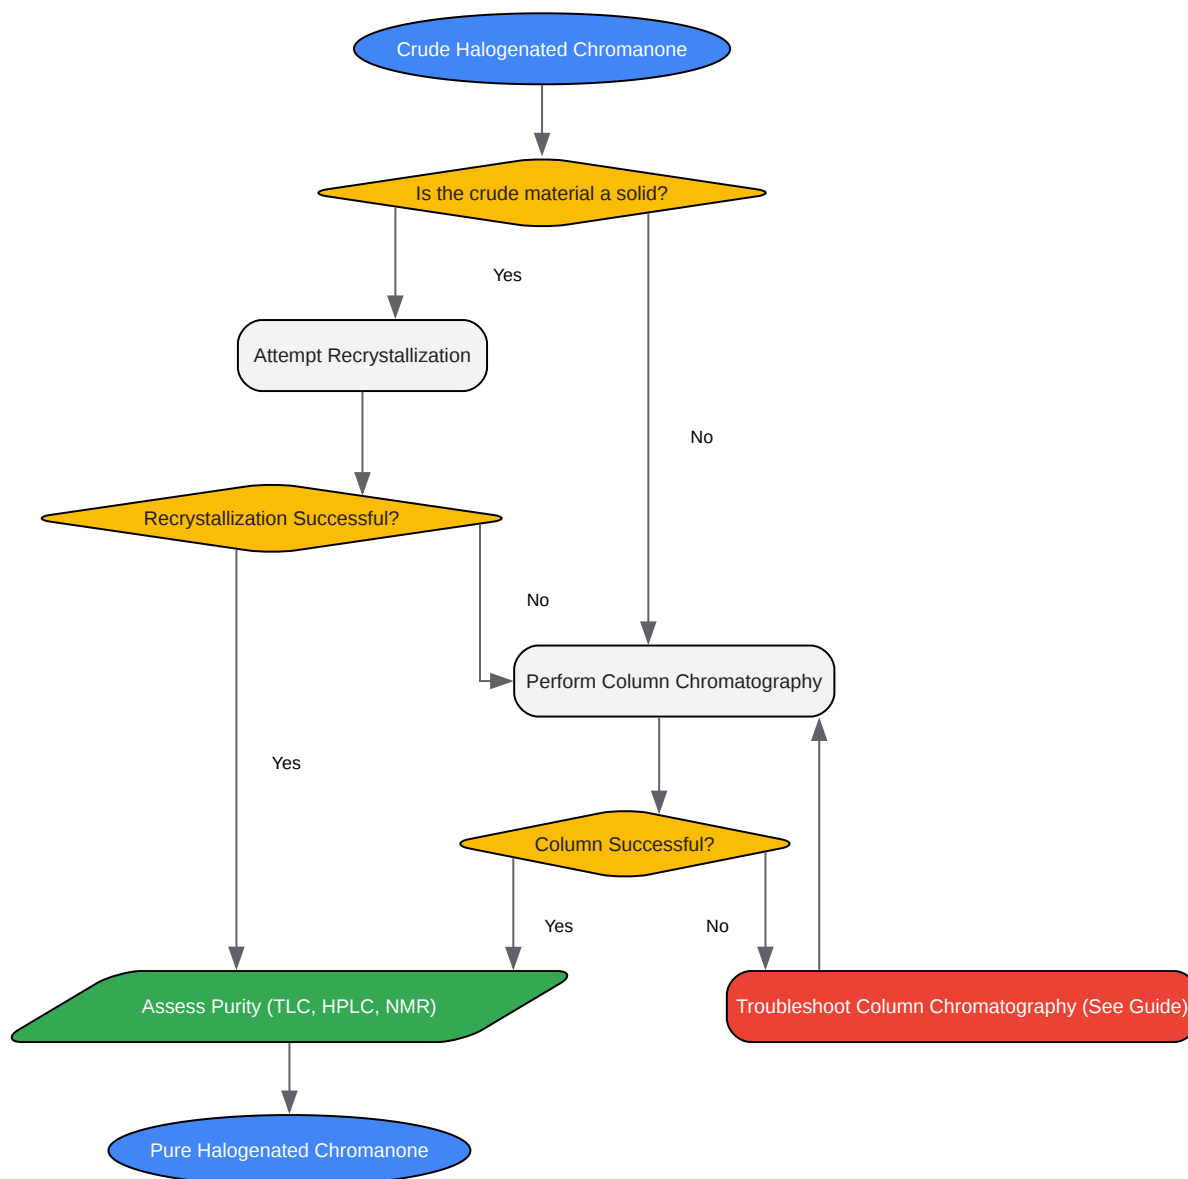 Crude Halogenated Chromanone
Is the crude material a solid?
Yes
Attempt Recrystallization
No
Recrystallization Successful?
No
Perform Column Chromatography
Yes
Column Successful?
Yes
No
Assess Purity (TLC, HPLC, NMR)
Troubleshoot Column Chromatography (See Guide)
Pure Halogenated Chromanone